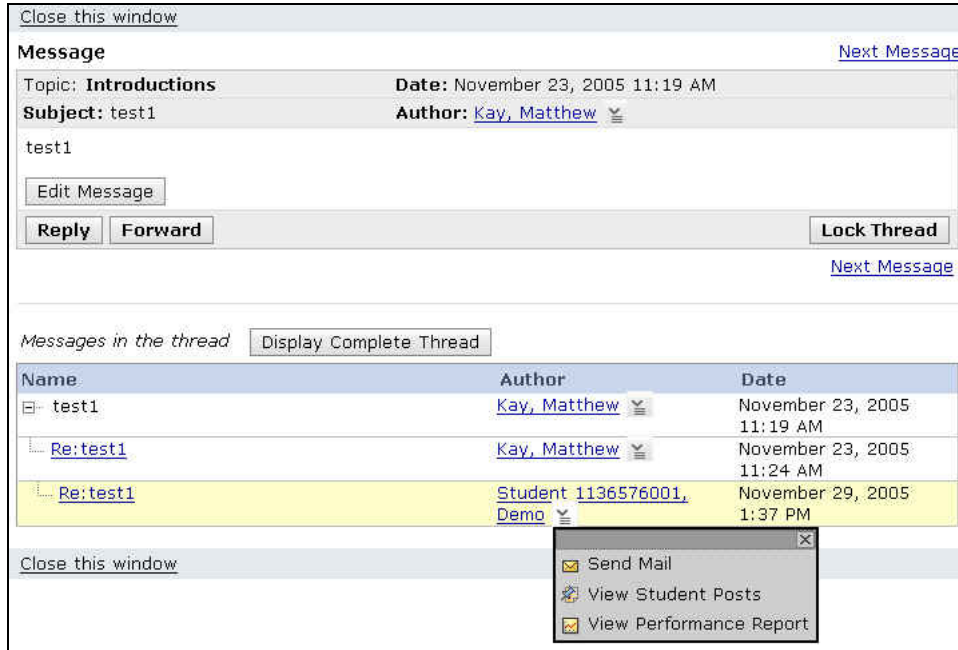 Close this window
Message Next Message
Topic: Introductions Date: November 23, 2005 11:19 AM
Subject: test1 Author: Kay, Matthew
test1
Edit Message
Reply Forward Lock Thread
Next Message
Messages in the thread Display Complete Thread
Name Author Date
test1 Kay, Matthew November 23, 2005
11:19 AM
Re:test1 Kay, Matthew November 23, 2005
11:24 AM
Re:test1 Student 1136576001, November 29, 2005
Demo 1:37 PM
Close this window
Send Mail
View Student Posts
View Performance Report